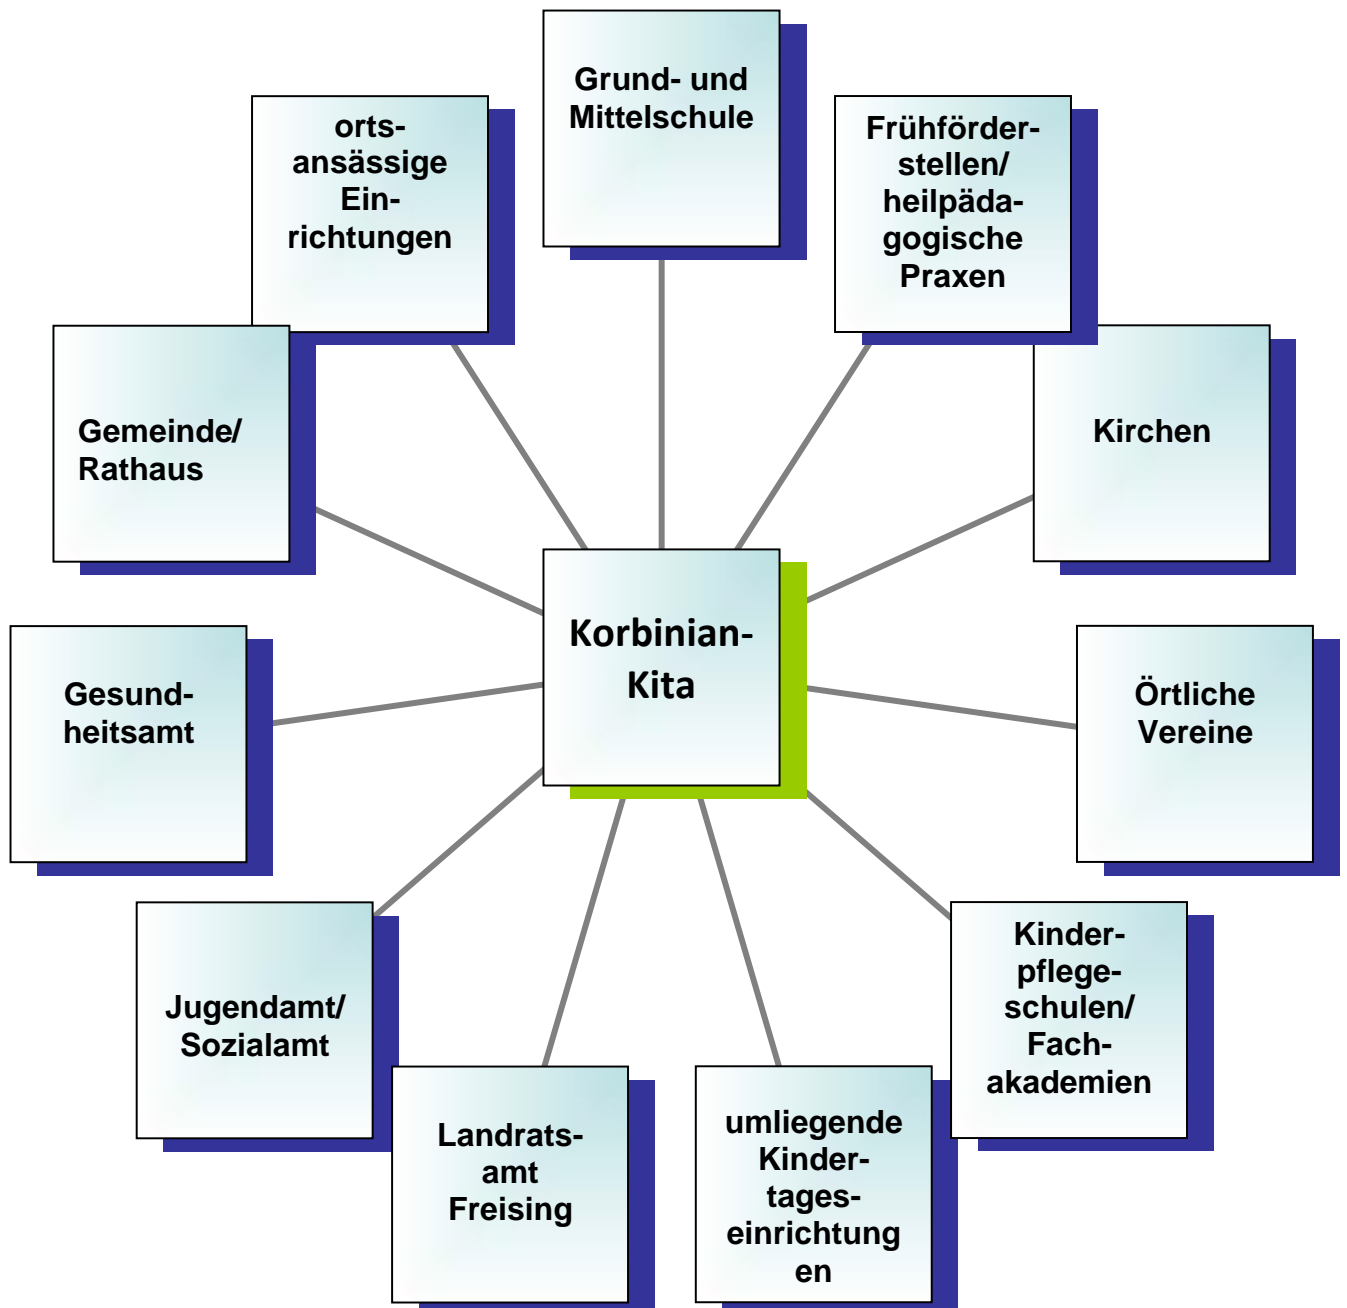 Grund- und
Mittelschule
Frühförder-
stellen/
heilpäda-
gogische
Praxen
Kirchen
Örtliche
Vereine
Kinder-
pflege-
schulen/
Fach-
akademien
umliegende
Kinder-
tages-
einrichtung
en
Landrats-
amt
Freising
Jugendamt/
Sozialamt
Gesund-
heitsamt
Gemeinde/
Rathaus
orts-
ansässige
Ein-
richtungen
Korbinian-
Kita